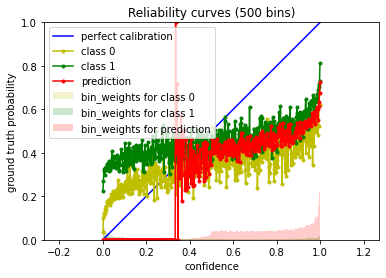 Reliability curves (500 bins)
perfect calibration
class 0
class 1
prediction
bin_weights for class 0
bin_weights for class 1
bin_weights for prediction
ground truth probability
1.0
0.8
0.6
0.4
0.2
0.0
−0.2 0.0 0.2 0.4 0.6 0.8 1.0 1.2
confidence